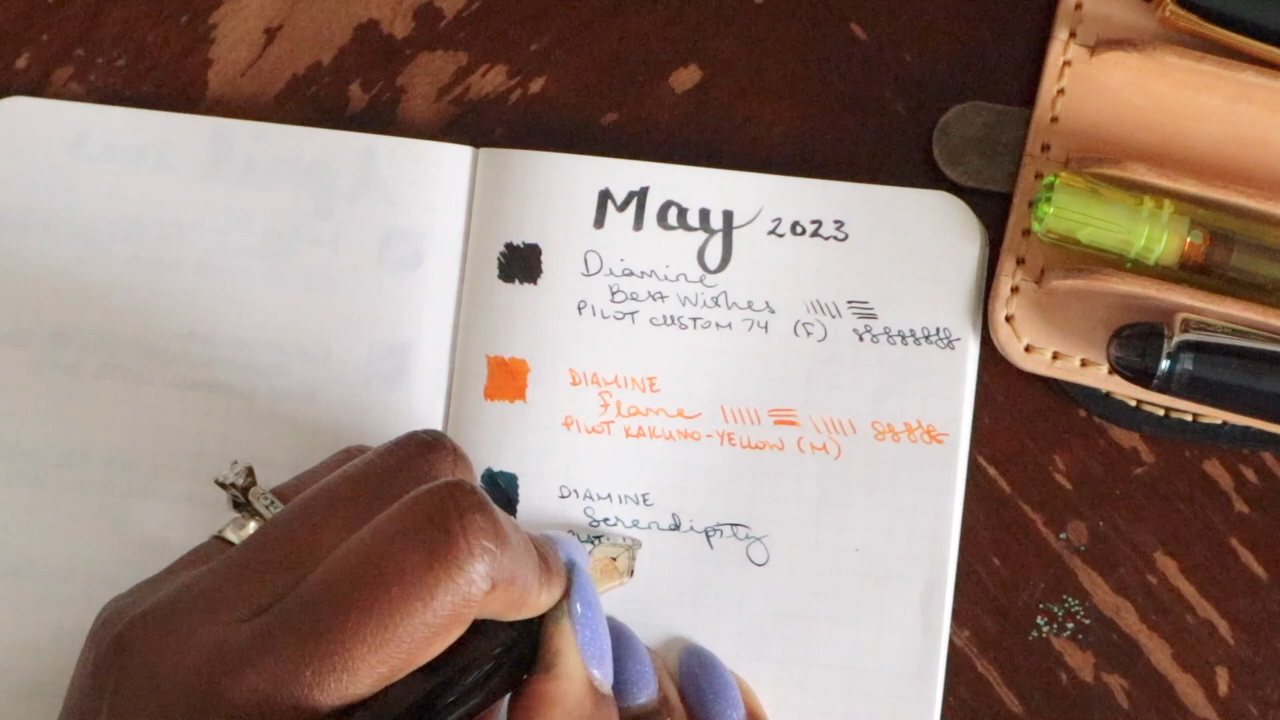 May 2023
Diamine
Best Wishes
PILOT CUSTOM 74 (F)
DIAMINE
flame
PILOT KAKUNO-YELLOW (M)
DIAMINE
Serendipity